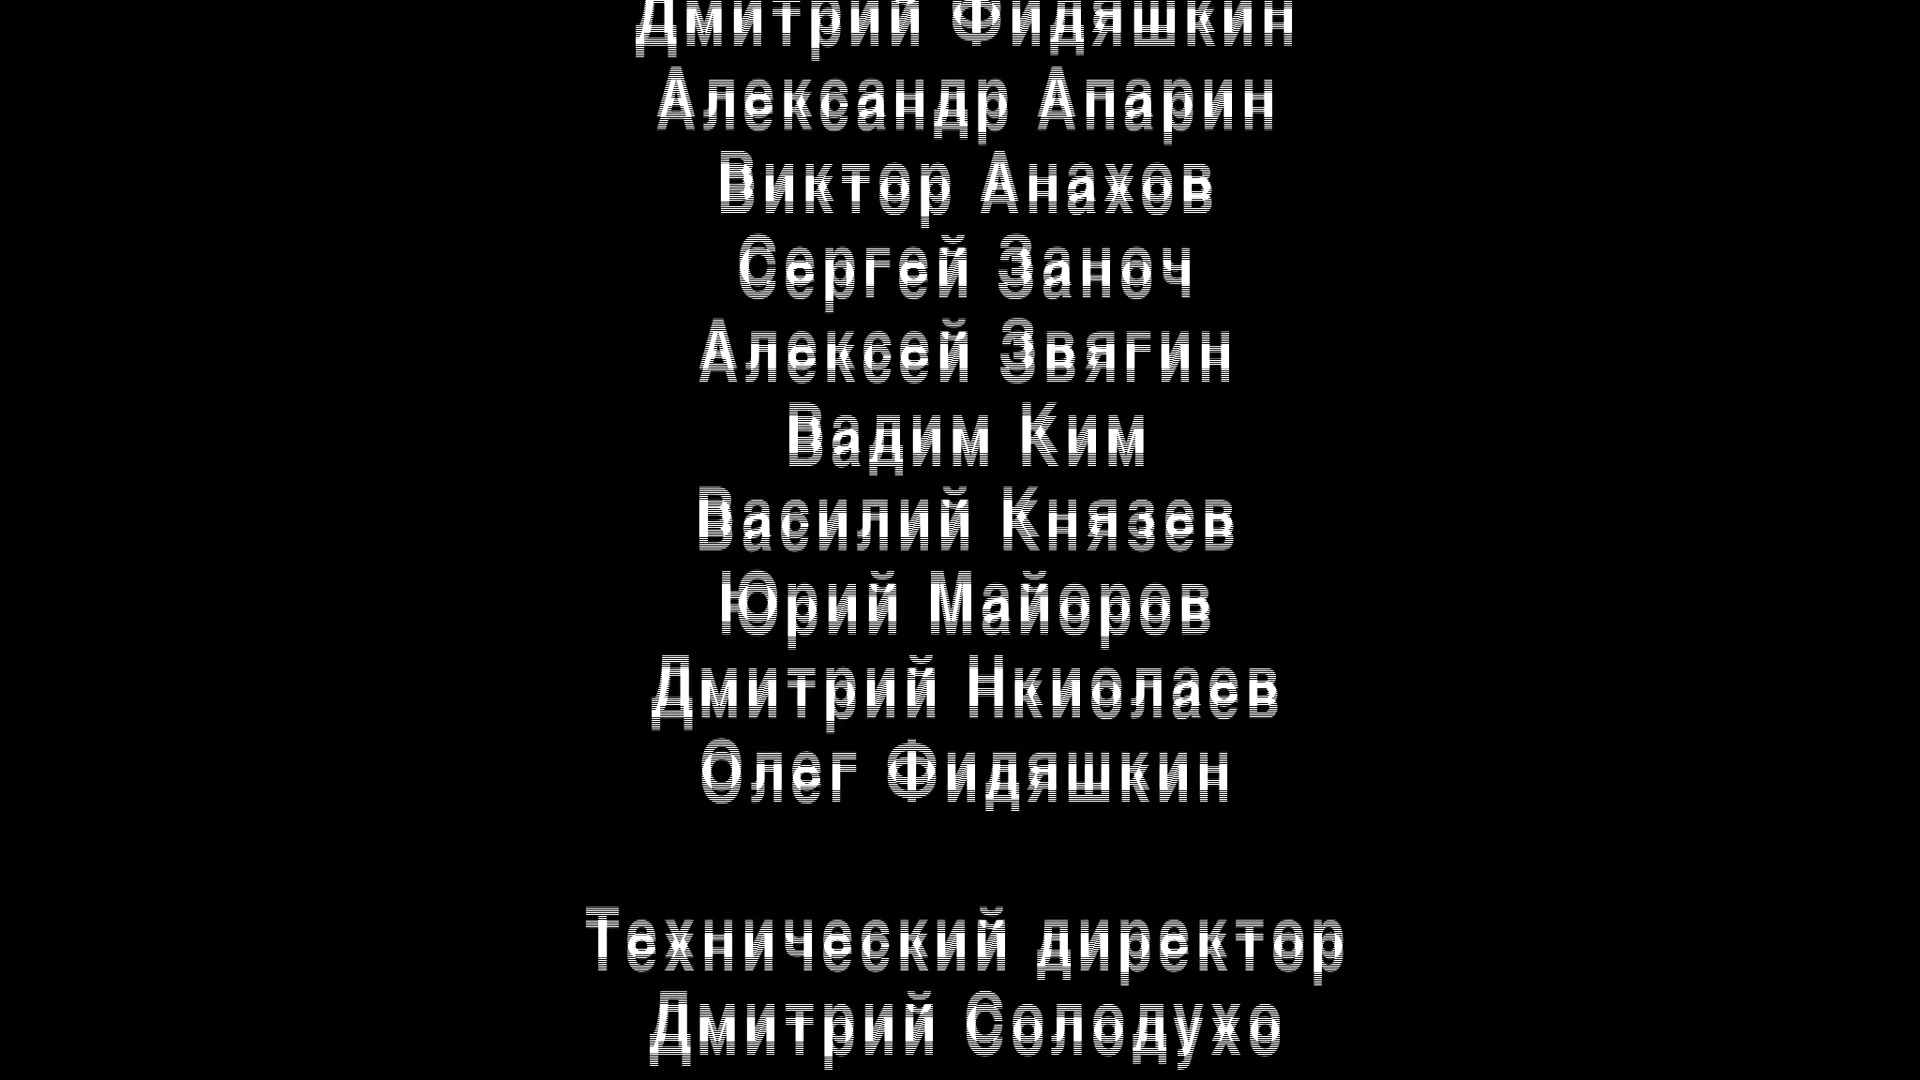 Дмитрий Фидяшкин
Александр Апарин
Виктор Анахов
Сергей Заноч
Алексей Звягин
Вадим Ким
Василий Князев
Юрий Майоров
Дмитрий Нкиолаев
Олег Фидяшкин
Технический директор
Дмитрий Солодухо